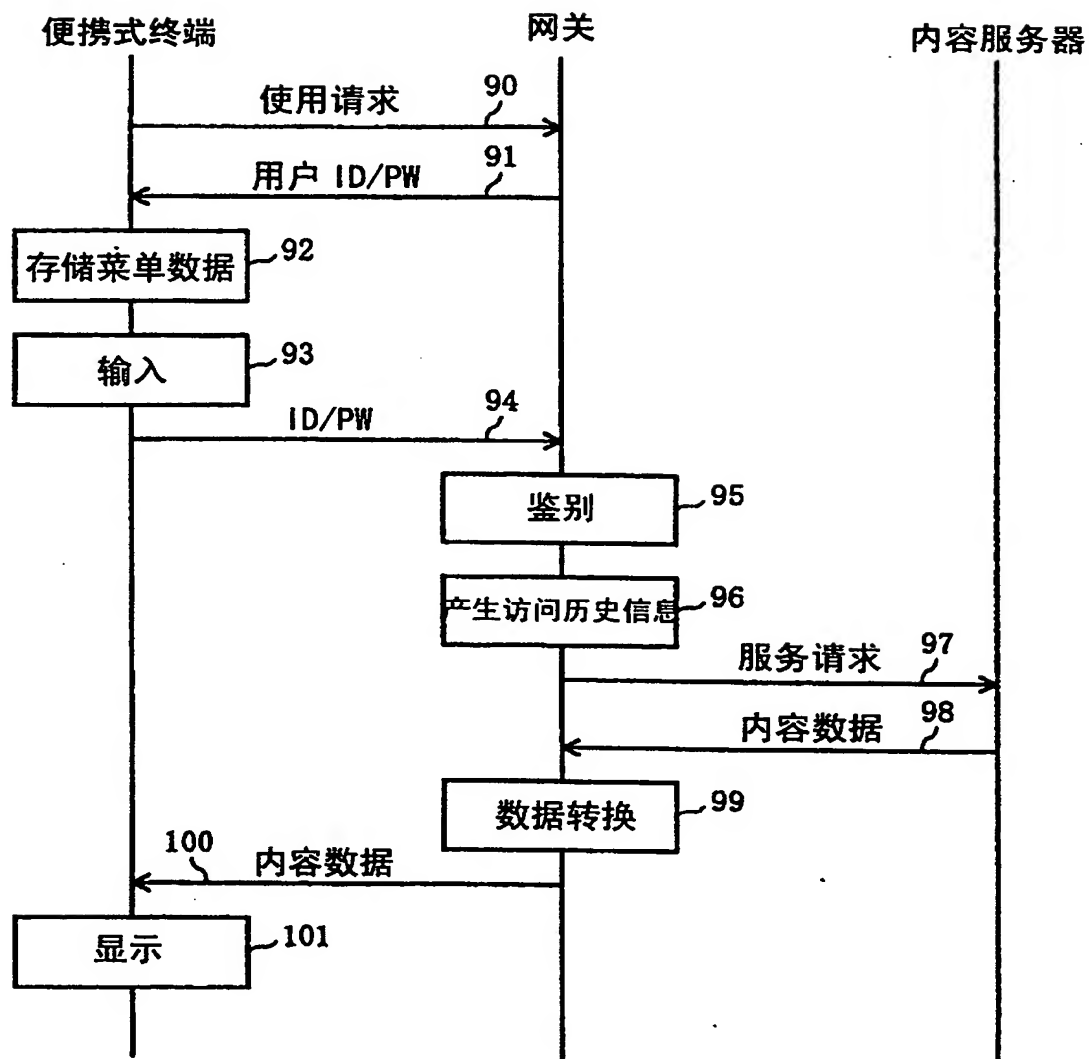 便携式终端
网关
内容服务器
使用请求
90
用户 ID/PW
91
存储菜单数据
92
输入
93
ID/PW
94
鉴别
95
产生访问历史信息
96
服务请求
97
内容数据
98
数据转换
99
100
内容数据
显示
101